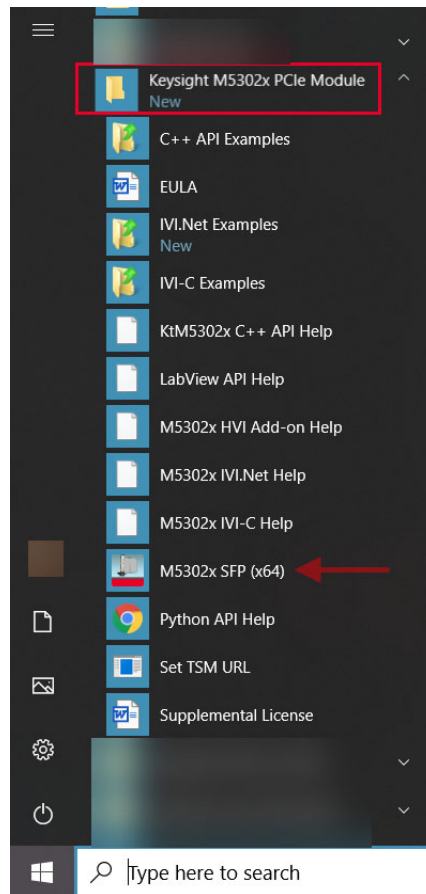 Keysight M5302x PCIe Module
New
C++ API Examples
EULA
IVI.Net Examples
New
IVI-C Examples
KtM5302x C++ API Help
LabView API Help
M5302x HVI Add-on Help
M5302x IVI.Net Help
M5302x IVI-C Help
M5302x SFP (x64)
Python API Help
Set TSM URL
Supplemental License
Type here to search